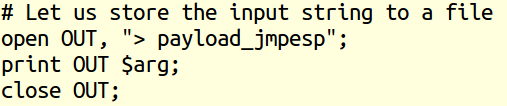 # Let us store the input string to a file
open OUT, "> payload_jmpesp";
print OUT $arg;
close OUT;